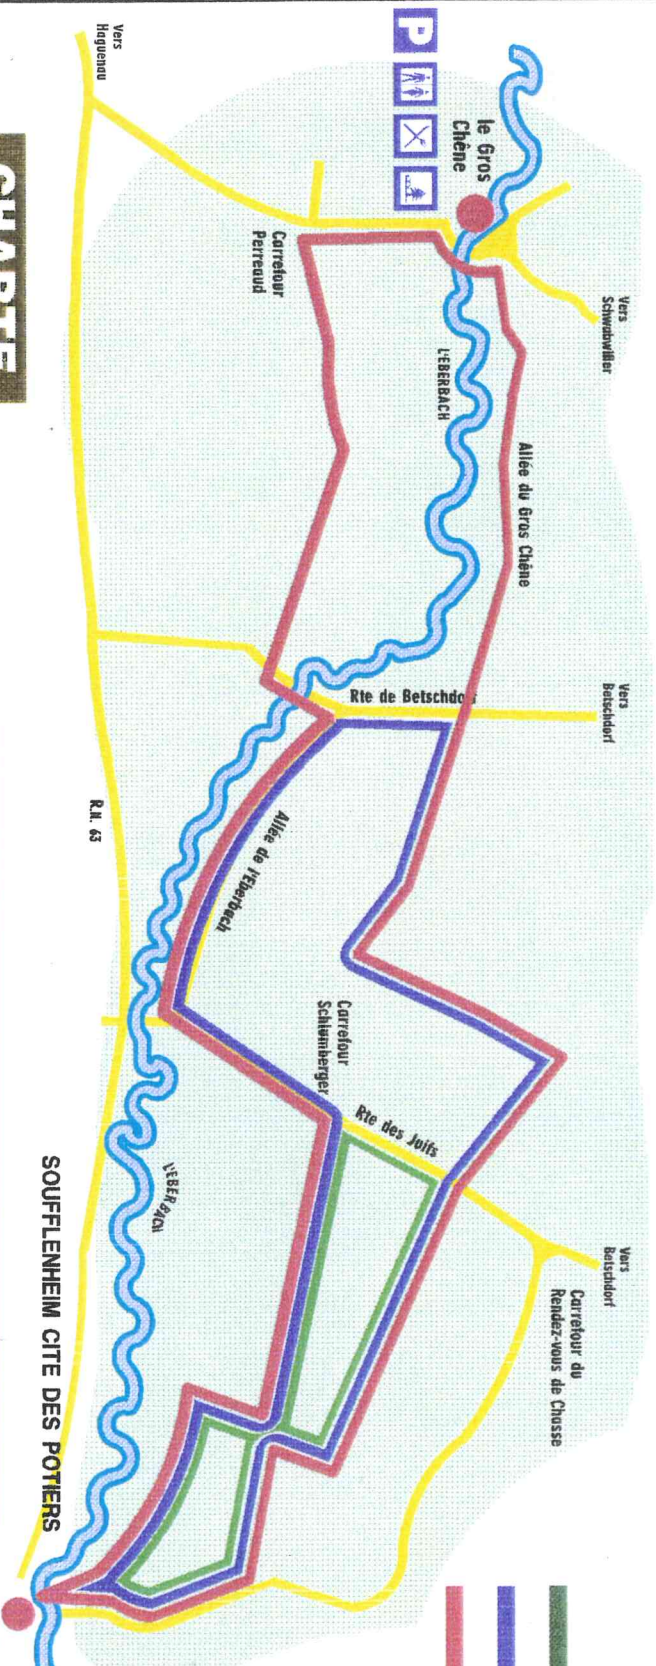 Vers
Haguenau
P
le Gros
Chêne
Carrefour
Perreaud
Vers
Schwabwiller
L'EBERBACH
Allée du Gros Chêne
Rte de Betschdorf
Vers
Betschdorf
R.N. 63
Allée de l'Eberbach
Carrefour
Schlumberger
Rte des Juifs
L'EBERBACH
Vers
Betschdorf
Carrefour du
Rendez-vous de Chasse
SOUFFLENHEIM CITE DES POTIERS